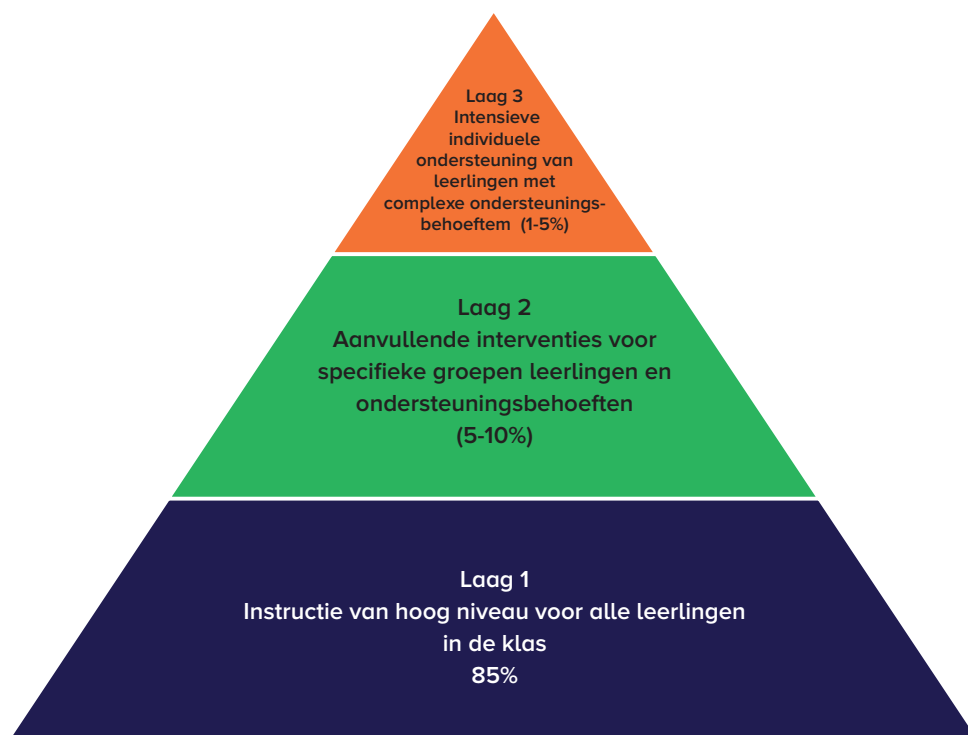 Laag 3
Intensieve
individuele
ondersteuning van
leerlingen met
complexe ondersteunings-
behoeftem (1-5%)
Laag 2
Aanvullende interventies voor
specifieke groepen leerlingen en
ondersteuningsbehoeften
(5-10%)
Laag 1
Instructie van hoog niveau voor alle leerlingen
in de klas
85%